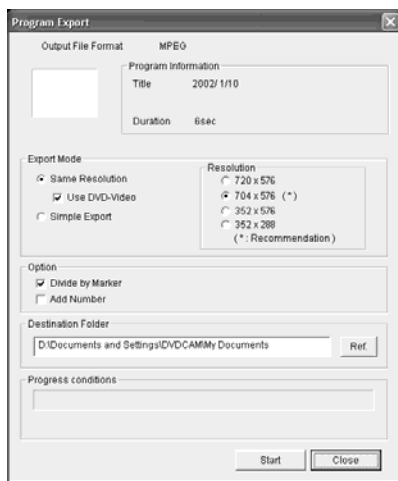 Program Export
Output File Format MPEG
Program Information
Title 2002/ 1/10
Duration 6sec
Export Mode
Same Resolution
Use DVD-Video
Simple Export
Resolution
720 x 576
704 x 576 (*)
352 x 576
352 x 288
(* : Recommendation )
Option
Divide by Marker
Add Number
Destination Folder
D:\Documents and Settings\DVDCAM\My Documents Ref.
Progress conditions
Start Close